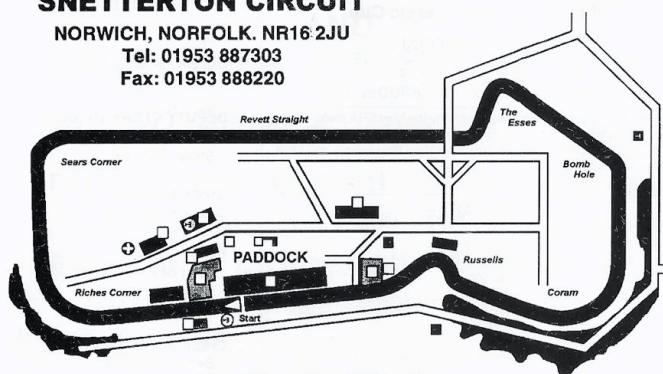 SNETTERTON CIRCUIT
NORWICH, NORFOLK. NR16 2JU
Tel: 01953 887303
Fax: 01953 888220
Revett Straight
The
Esses
Sears Corner
Bomb
Hole
PADDOCK
Russells
Riches Corner
Coram
Start